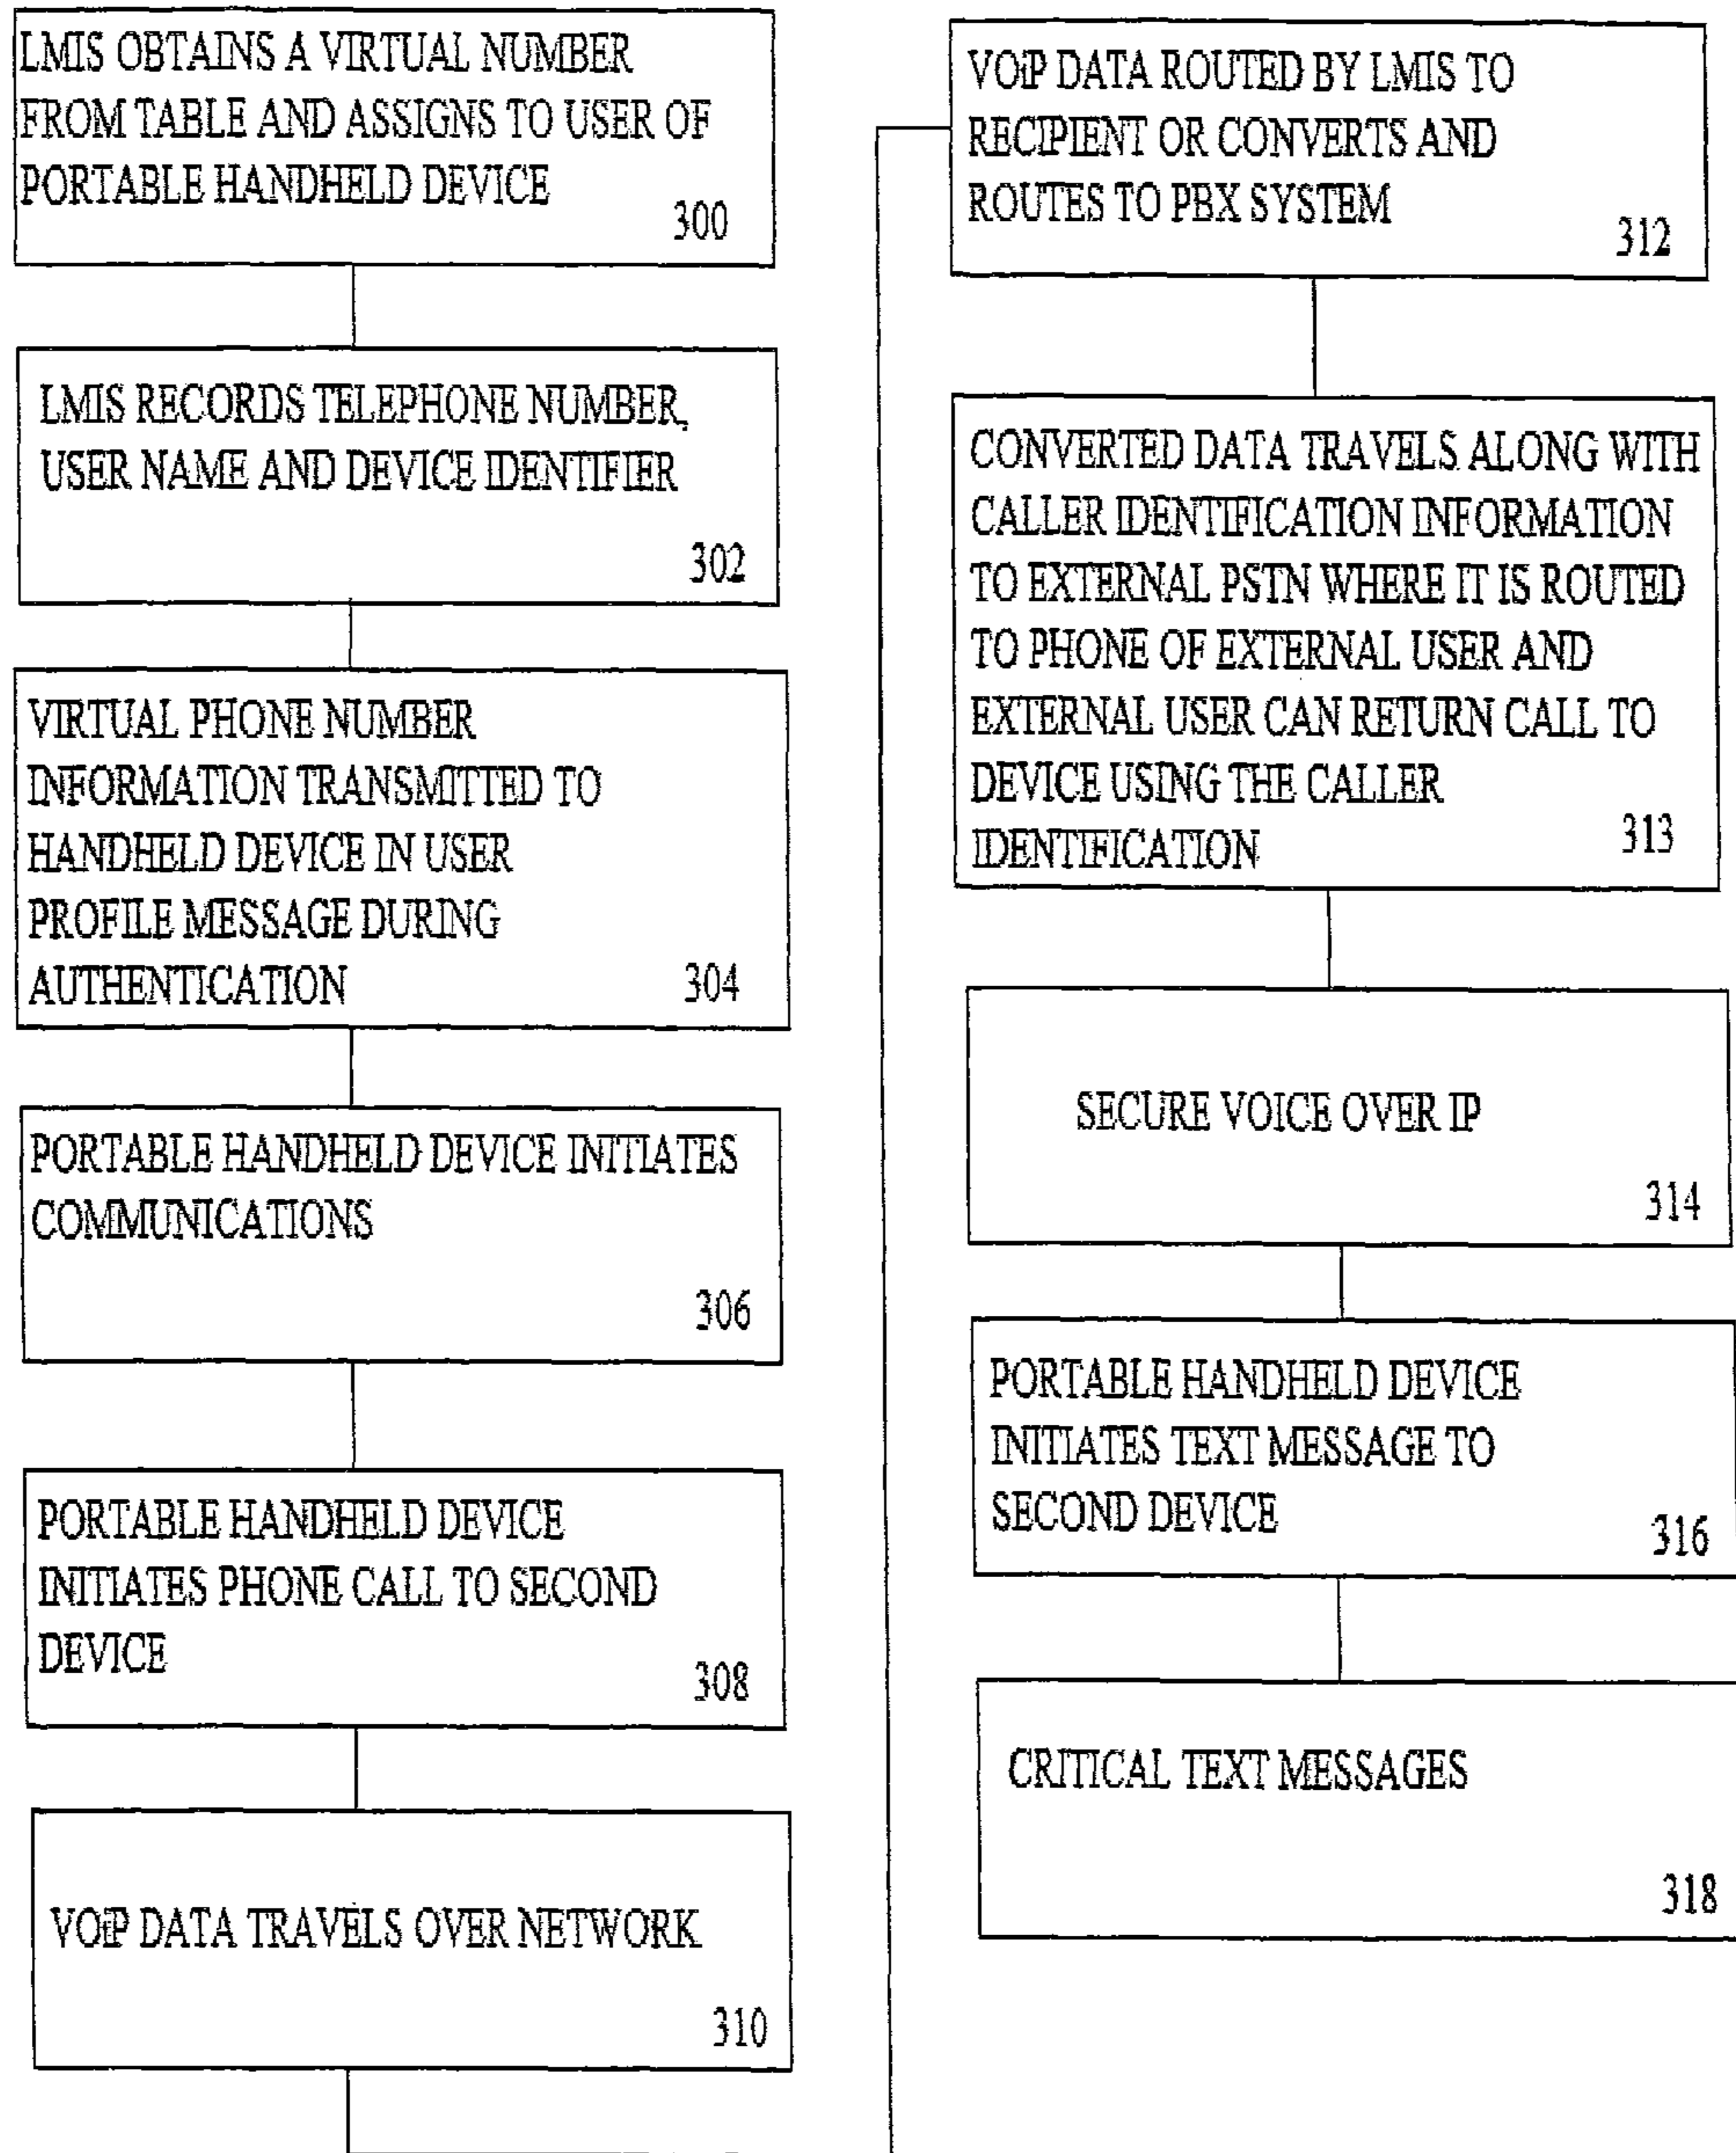 LMIS OBTAINS A VIRTUAL NUMBER
FROM TABLE AND ASSIGNS TO USER OF
PORTABLE HANDHELD DEVICE
300
LMIS RECORDS TELEPHONE NUMBER,
USER NAME AND DEVICE IDENTIFIER
302
VIRTUAL PHONE NUMBER
INFORMATION TRANSMITTED TO
HANDHELD DEVICE IN USER
PROFILE MESSAGE DURING
AUTHENTICATION
304
PORTABLE HANDHELD DEVICE INITIATES
COMMUNICATIONS
306
PORTABLE HANDHELD DEVICE
INITIATES PHONE CALL TO SECOND
DEVICE
308
VOiP DATA TRAVELS OVER NETWORK
310
VOiP DATA ROUTED BY LMIS TO
RECIPIENT OR CONVERTS AND
ROUTES TO PBX SYSTEM
312
CONVERTED DATA TRAVELS ALONG WITH
CALLER IDENTIFICATION INFORMATION
TO EXTERNAL PSTN WHERE IT IS ROUTED
TO PHONE OF EXTERNAL USER AND
EXTERNAL USER CAN RETURN CALL TO
DEVICE USING THE CALLER
IDENTIFICATION
313
SECURE VOICE OVER IP
314
PORTABLE HANDHELD DEVICE
INITIATES TEXT MESSAGE TO
SECOND DEVICE
316
CRITICAL TEXT MESSAGES
318